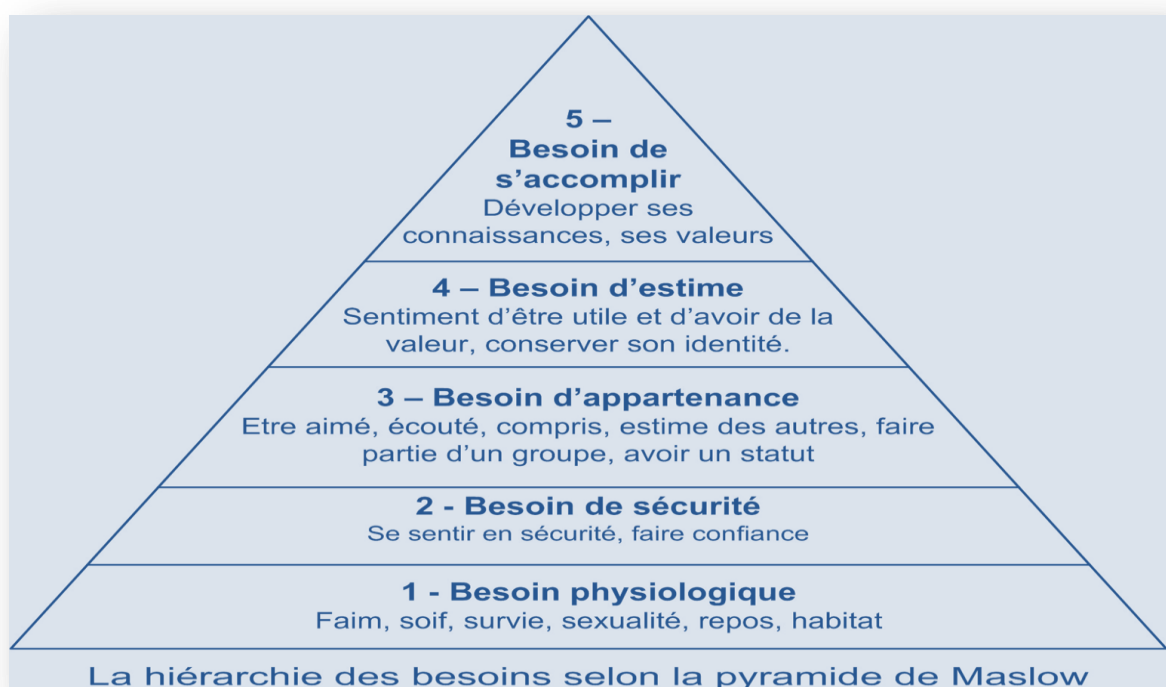 5 –
Besoin de
s’accomplir
Développer ses
connaissances, ses valeurs
4 – Besoin d’estime
Sentiment d’être utile et d’avoir de la
valeur, conserver son identité.
3 – Besoin d’appartenance
Etre aimé, écouté, compris, estime des autres, faire
partie d’un groupe, avoir un statut
2 - Besoin de sécurité
Se sentir en sécurité, faire confiance
1 - Besoin physiologique
Faim, soif, survie, sexualité, repos, habitat
La hiérarchie des besoins selon la pyramide de Maslow